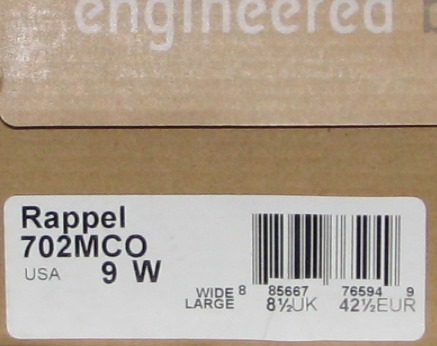 engineered b
Rappel
702MCO
USA 9 W
WIDE 8 85667 76594 9
LARGE 8½UK 42½EUR